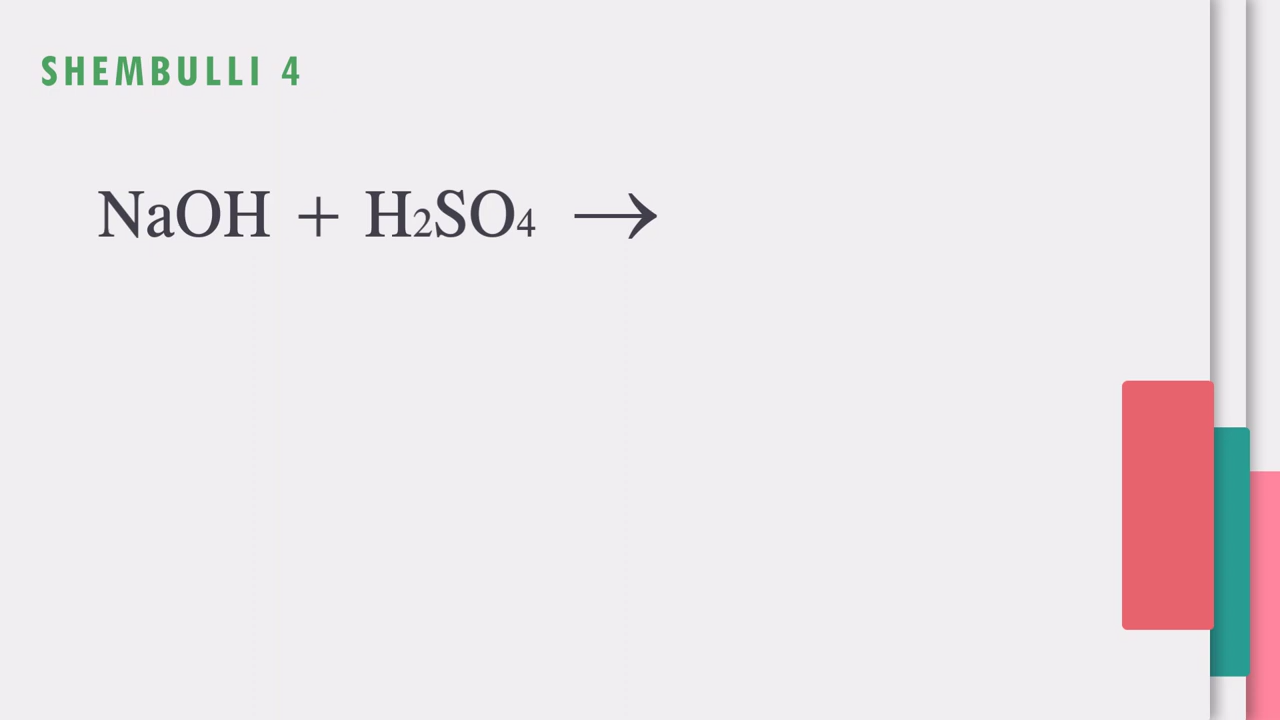 SHEMBULLI 4
NaOH + H₂SO₄ →